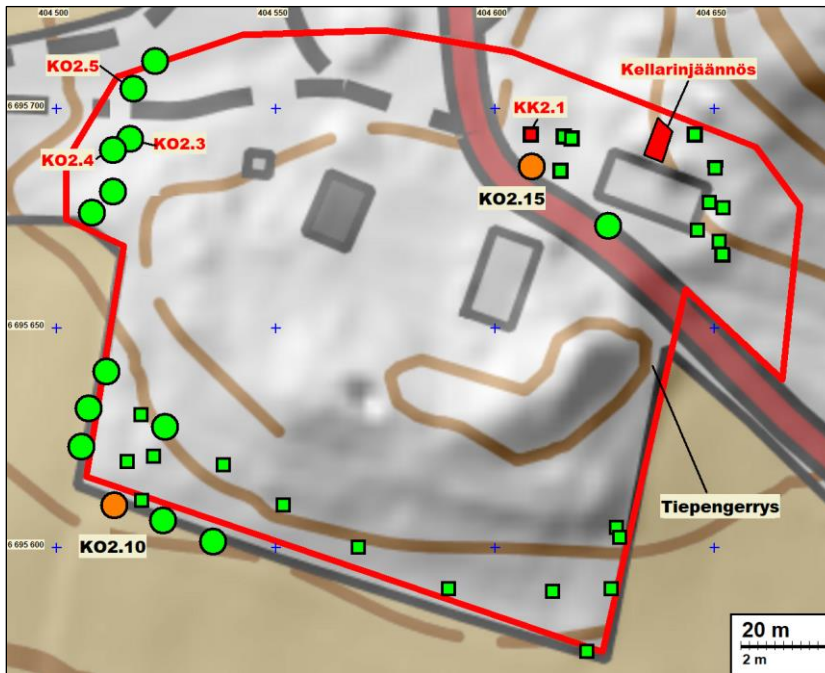 404 500
404 550
404 600
404 650
KO2.5
Kellarinjäännös
6 695 700
KK2.1
KO2.4
KO2.3
KO2.15
6 695 650
Tiepengerrys
KO2.10
6 695 600
20 m
2 m